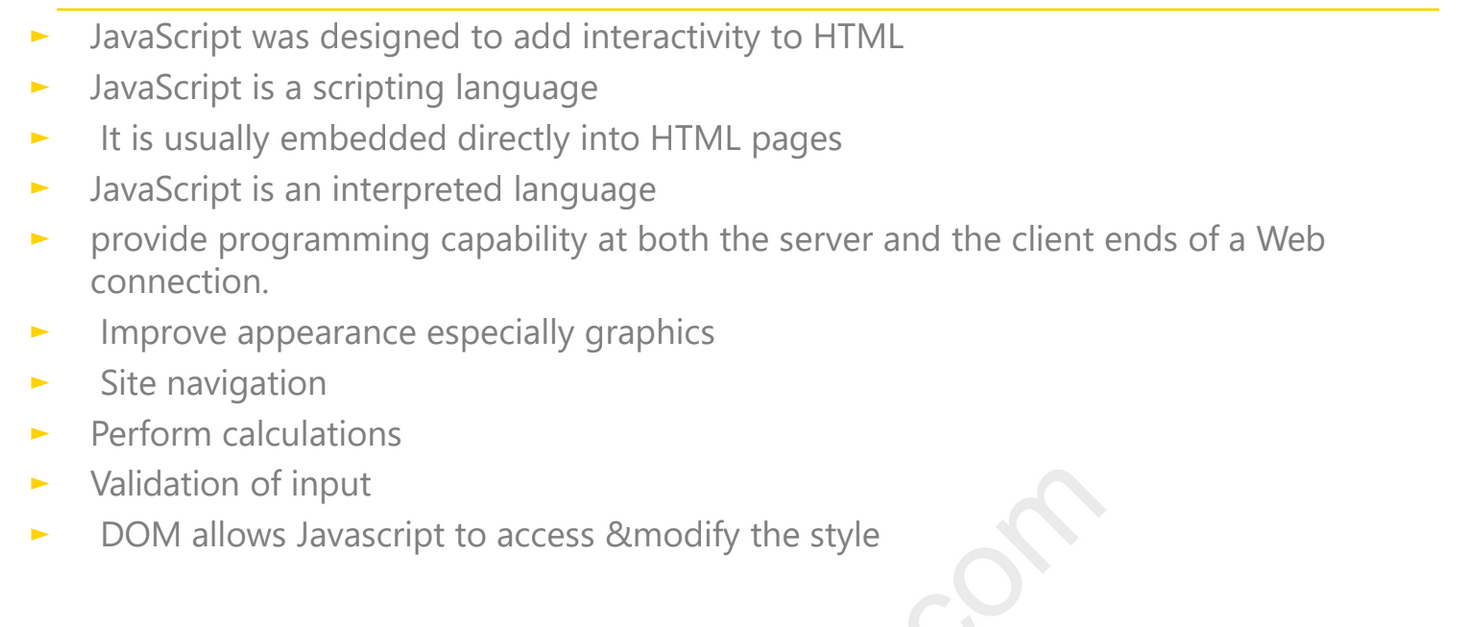 ► JavaScript was designed to add interactivity to HTML
► JavaScript is a scripting language
► It is usually embedded directly into HTML pages
► JavaScript is an interpreted language
► provide programming capability at both the server and the client ends of a Web
connection.
► Improve appearance especially graphics
► Site navigation
► Perform calculations
► Validation of input
► DOM allows Javascript to access &modify the style
com